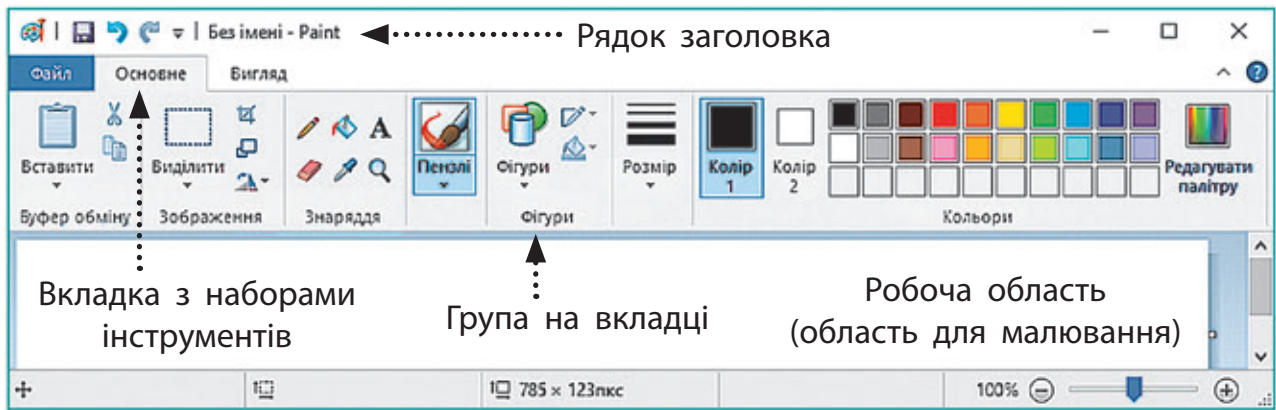 Без імені - Paint
Рядок заголовка
Файл Основне Вигляд
Вставити Виділити A Пензлі Фігури Розмір Колір 1 Колір 2 Редагувати палітру
Буфер обміну Зображення Знаряддя Фігури Кольори
Вкладка з наборами
інструментів
Група на вкладці
Робоча область
(область для малювання)
785 × 123пкс 100%